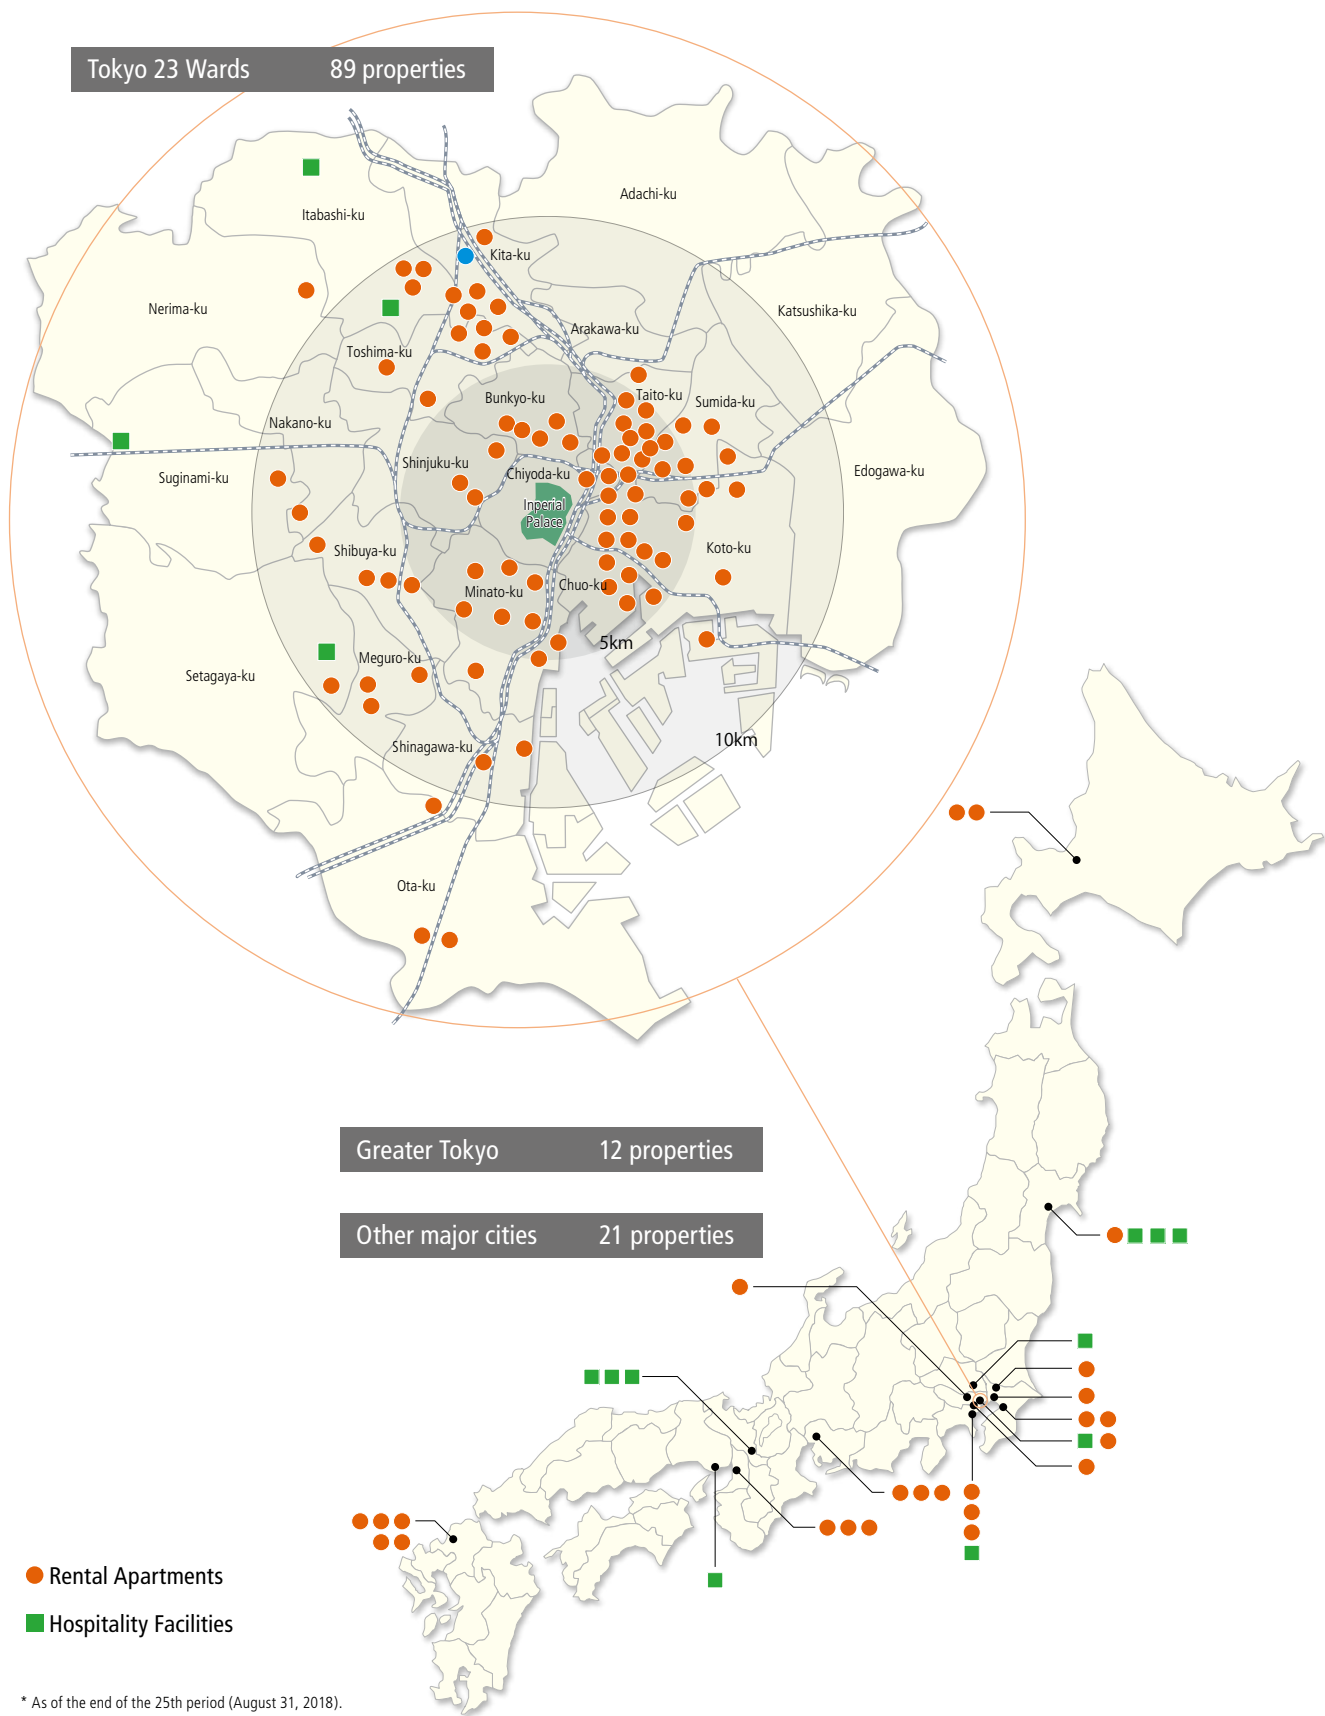 Tokyo 23 Wards 89 properties
Adachi-ku
Itabashi-ku
Kita-ku
Nerima-ku
Katsushika-ku
Arakawa-ku
Toshima-ku
Bunkyo-ku
Taito-ku
Sumida-ku
Nakano-ku
Shinjuku-ku
Chiyoda-ku
Edogawa-ku
Suginami-ku
Inperial
Palace
Shibuya-ku
Koto-ku
Minato-ku
Chuo-ku
5km
Meguro-ku
Setagaya-ku
Shinagawa-ku
10km
Ota-ku
Greater Tokyo 12 properties
Other major cities 21 properties
Rental Apartments
Hospitality Facilities
* As of the end of the 25th period (August 31, 2018).